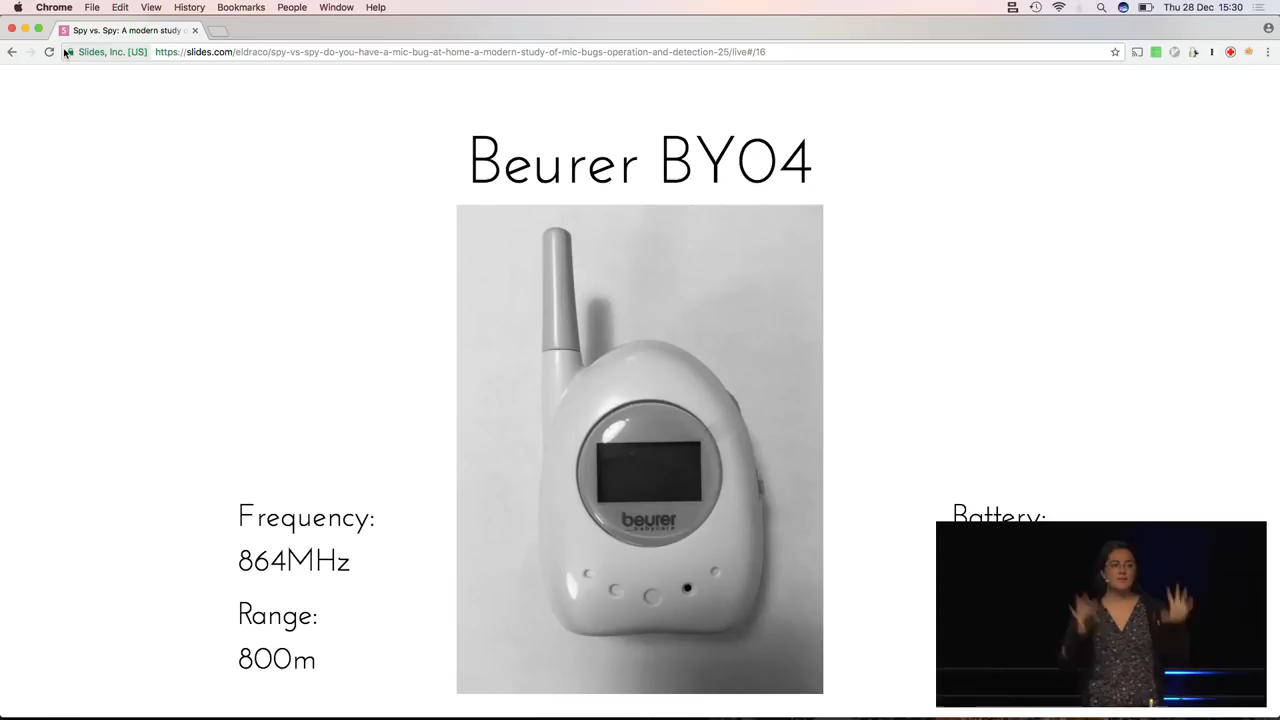 Chrome File Edit View History Bookmarks People Window Help
Thu 28 Dec 15:30
Spy vs. Spy: A modern study
Slides, Inc. [US] https://slides.com/eldraco/spy-vs-spy-do-you-have-a-mic-bug-at-home-a-modern-study-of-mic-bugs-operation-and-detection-25/live#/16
Beurer BY04
beurer
babycare
Frequency:
864MHz
Range:
800m
Battery: